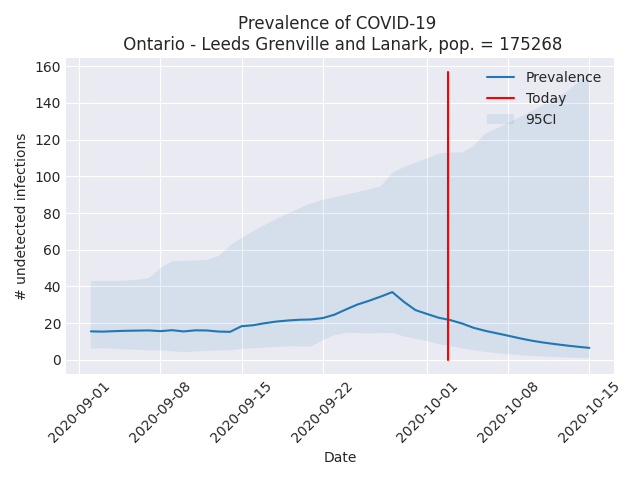 Prevalence of COVID-19
Ontario - Leeds Grenville and Lanark, pop. = 175268
# undetected infections
160
140
120
100
80
60
40
20
0
Prevalence
Today
95CI
2020-09-01
2020-09-08
2020-09-15
2020-09-22
2020-10-01
2020-10-08
2020-10-15
Date